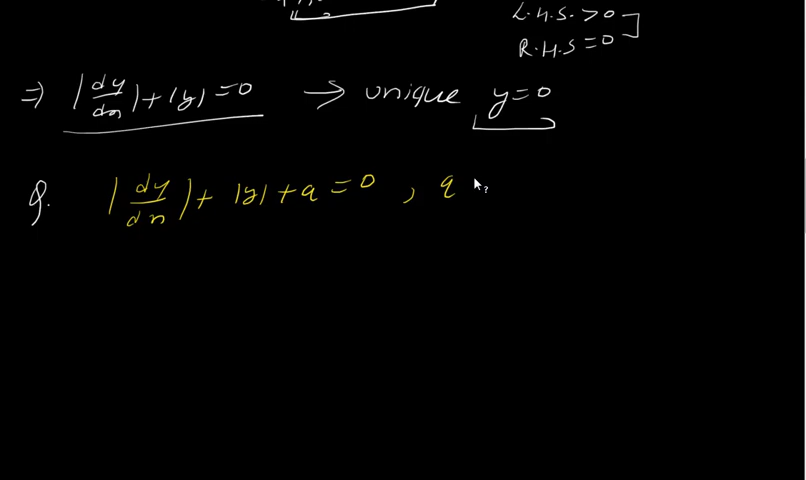 L.H.S. > 0
R.H.S = 0
⇒ |dy/dx| + |y| = 0 → unique y = 0
Q. |dy/dx| + |y| + a = 0 , a